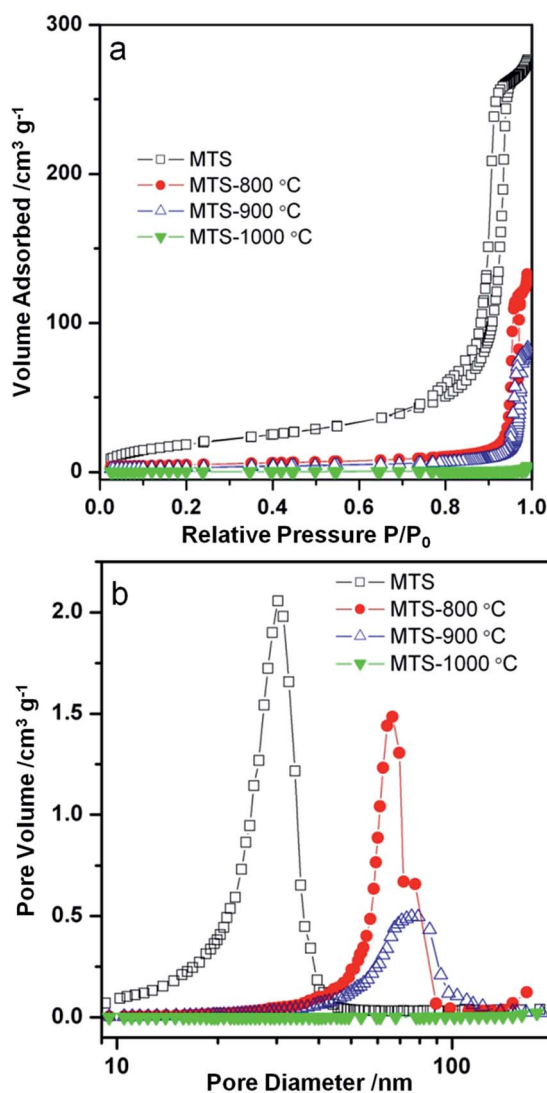 a
300
200
100
0
Volume Adsorbed /cm³ g⁻¹
MTS
MTS-800 °C
MTS-900 °C
MTS-1000 °C
0.0 0.2 0.4 0.6 0.8 1.0
Relative Pressure P/P₀
b
2.0
1.5
1.0
0.5
0.0
Pore Volume /cm³ g⁻¹
MTS
MTS-800 °C
MTS-900 °C
MTS-1000 °C
10 100
Pore Diameter /nm